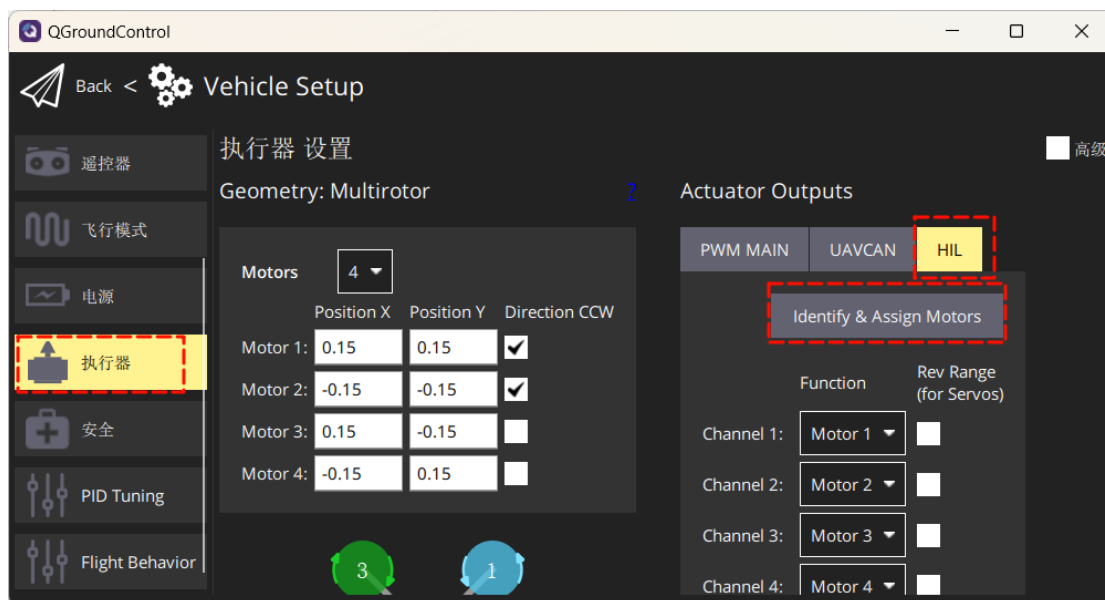 QGroundControl
Back < Vehicle Setup
遥控器
飞行模式
电源
执行器
安全
PID Tuning
Flight Behavior
执行器 设置
高级
Geometry: Multirotor
?
Motors 4
Position X Position Y Direction CCW
Motor 1: 0.15 0.15
Motor 2: -0.15 -0.15
Motor 3: 0.15 -0.15
Motor 4: -0.15 0.15
3 1
Actuator Outputs
PWM MAIN UAVCAN HIL
Identify & Assign Motors
Function Rev Range
(for Servos)
Channel 1: Motor 1
Channel 2: Motor 2
Channel 3: Motor 3
Channel 4: Motor 4